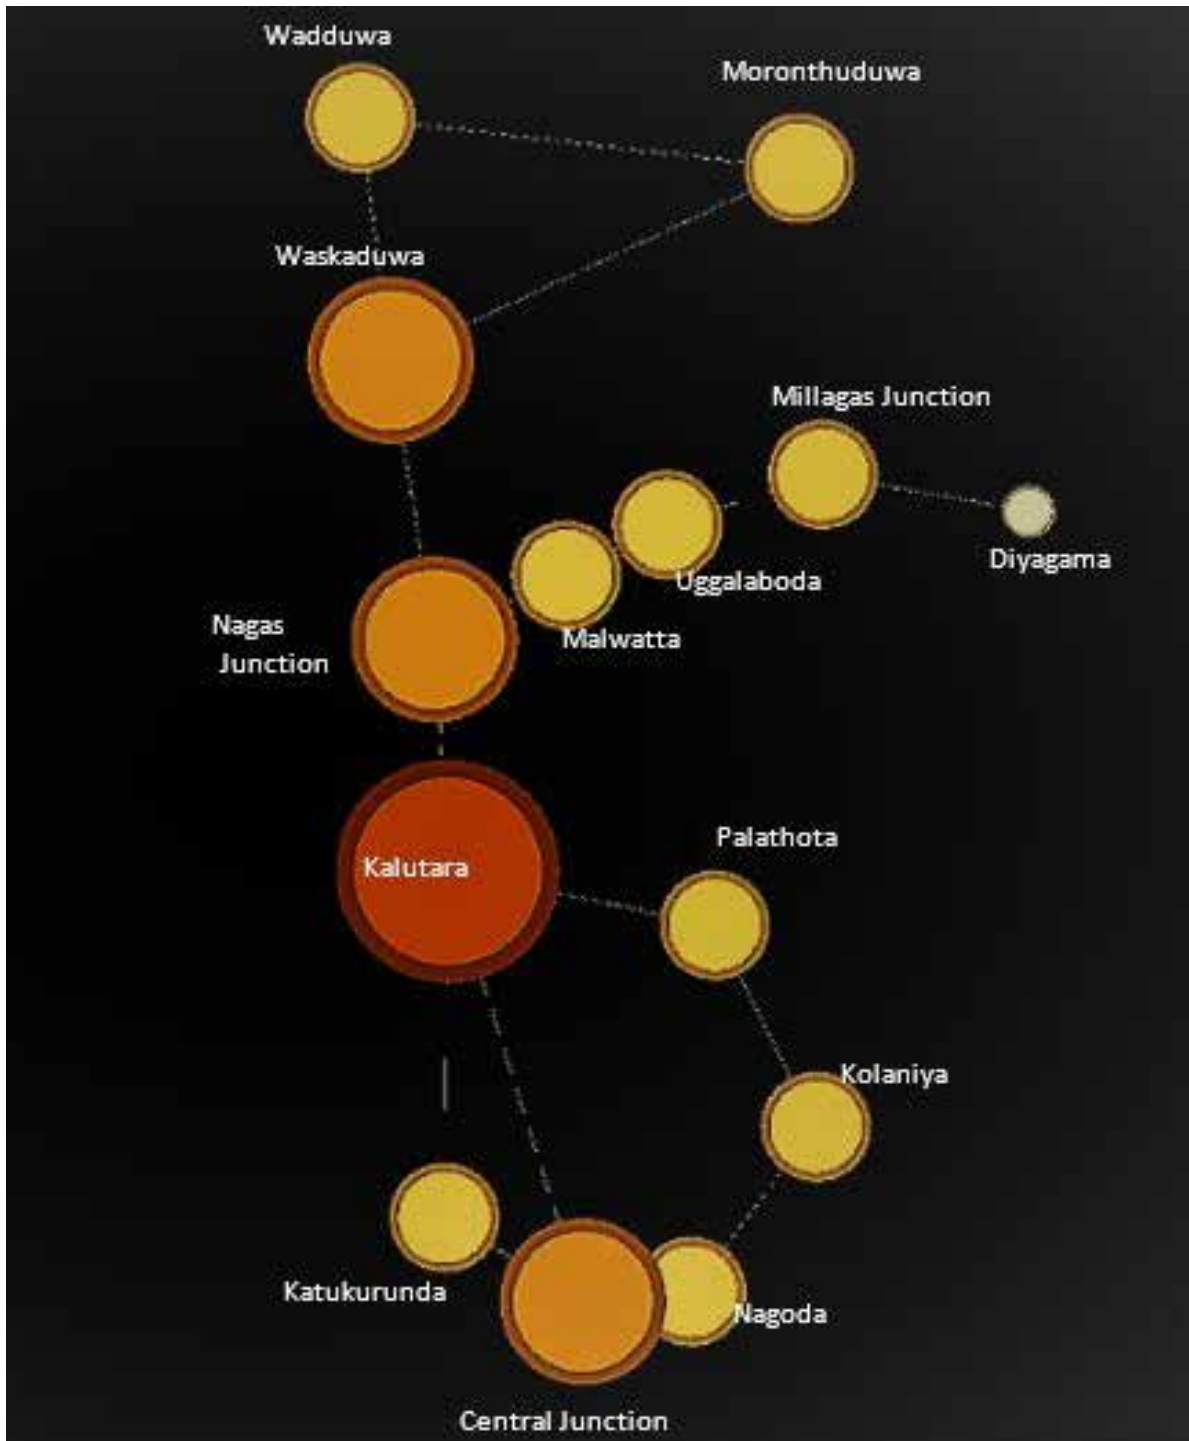 Wadduwa
Moronthuduwa
Waskaduwa
Millagas Junction
Diyagama
Uggalaboda
Nagas
Junction
Malwatta
Palathota
Kalutara
Kolaniya
Katukurunda
Nagoda
Central Junction